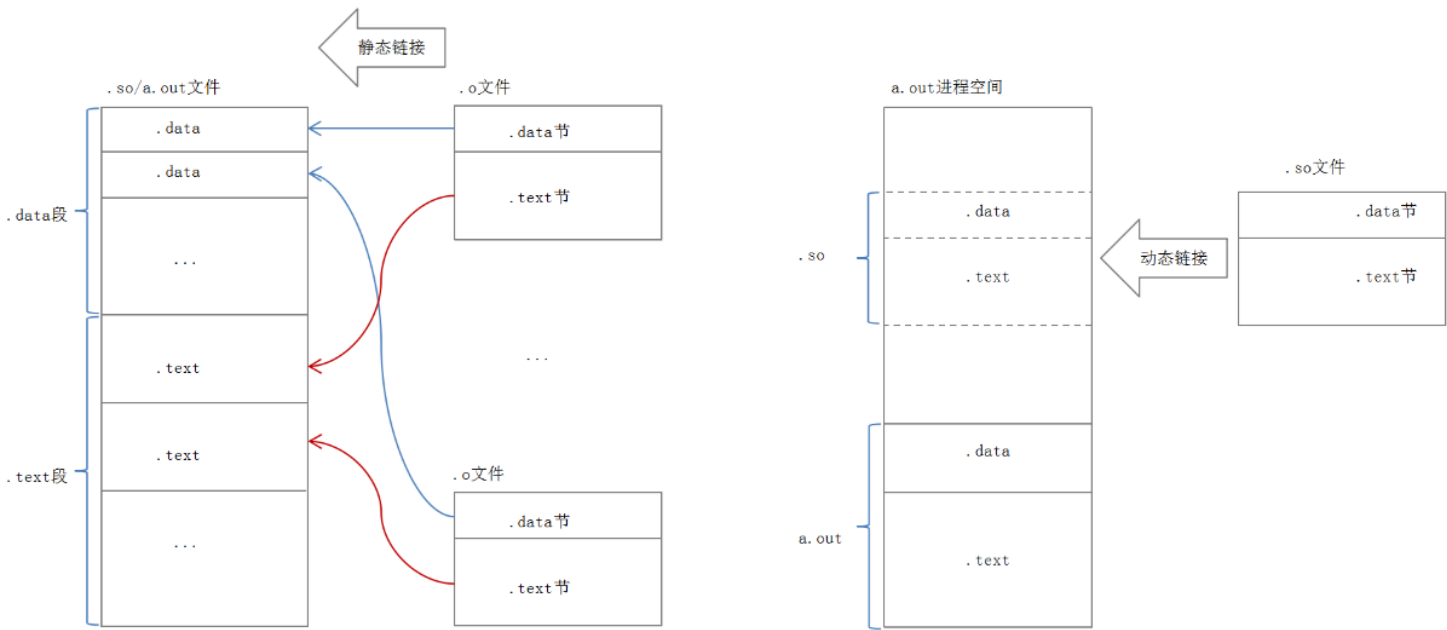 静态链接
.so/a.out文件
.data
.data
...
.data段
.text
.text
...
.text段
.o文件
.data节
.text节
...
.o文件
.data节
.text节
a.out进程空间
.data
.text
.so
.data
.text
a.out
动态链接
.so文件
.data节
.text节